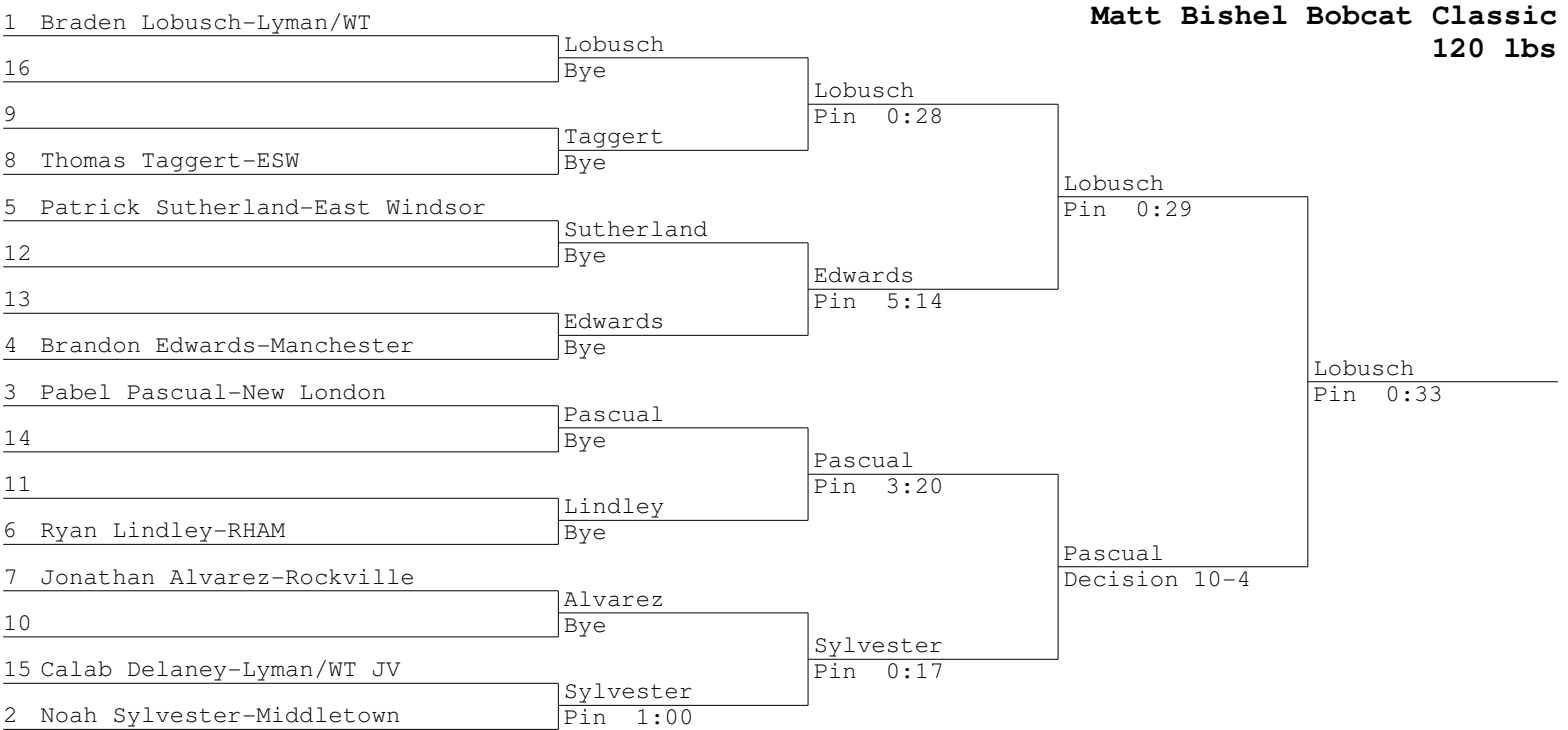 Matt Bishel Bobcat Classic
120 lbs
1 Braden Lobusch-Lyman/WT
16
9
8 Thomas Taggert-ESW
5 Patrick Sutherland-East Windsor
12
13
4 Brandon Edwards-Manchester
3 Pabel Pascual-New London
14
11
6 Ryan Lindley-RHAM
7 Jonathan Alvarez-Rockville
10
15 Calab Delaney-Lyman/WT JV
2 Noah Sylvester-Middletown
Lobusch
Bye
Taggert
Bye
Sutherland
Bye
Edwards
Bye
Pascual
Bye
Lindley
Bye
Alvarez
Bye
Sylvester
Pin 1:00
Lobusch
Pin 0:28
Edwards
Pin 5:14
Pascual
Pin 3:20
Sylvester
Pin 0:17
Lobusch
Pin 0:29
Pascual
Decision 10-4
Lobusch
Pin 0:33